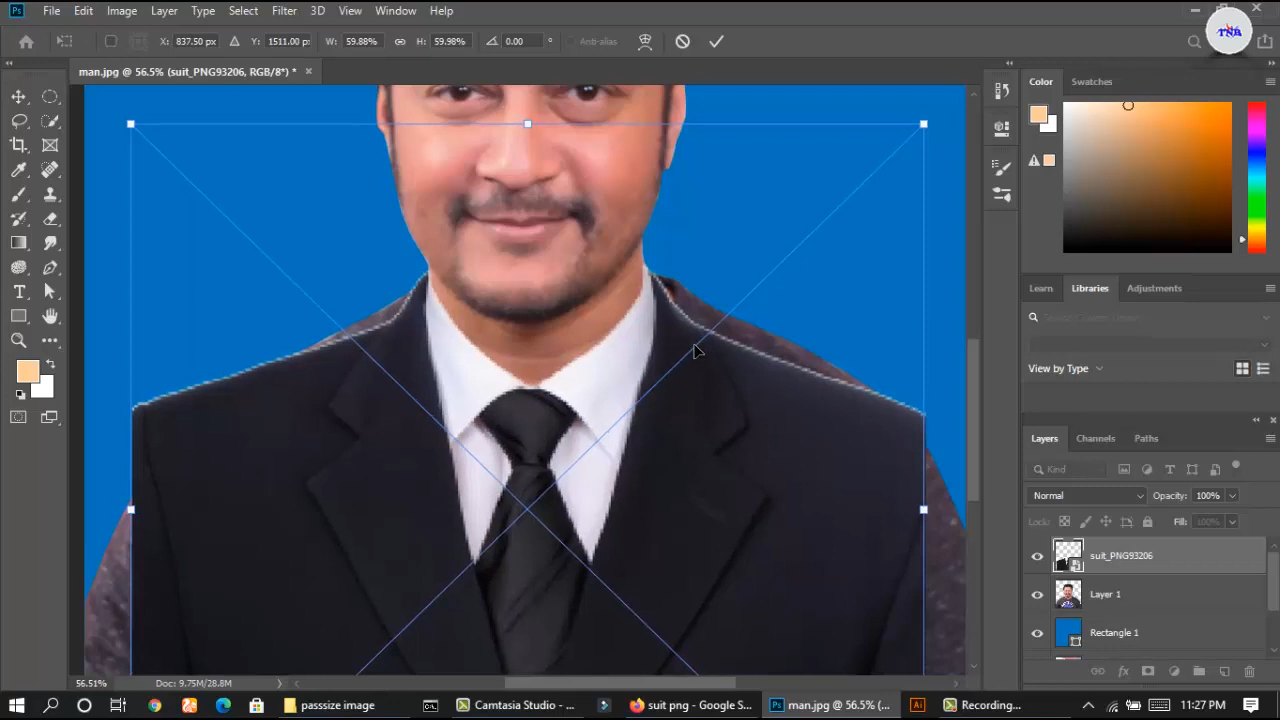 Ps File Edit Image Layer Type Select Filter 3D View Window Help
X: 837.50 px Y: 1511.00 px W: 59.88% H: 59.98% 0.00 ° Anti-alias
TNB
man.jpg @ 56.5% (suit_PNG93206, RGB/8*) *
Color Swatches
Learn Libraries Adjustments
View by Type
Layers Channels Paths
Kind
Normal Opacity: 100%
Lock: Fill: 100%
suit_PNG93206
Layer 1
Rectangle 1
56.51% Doc: 9.75M/28.8M
passsize image Camtasia Studio - ... suit png - Google S... man.jpg @ 56.5% (... Recording... 11:27 PM